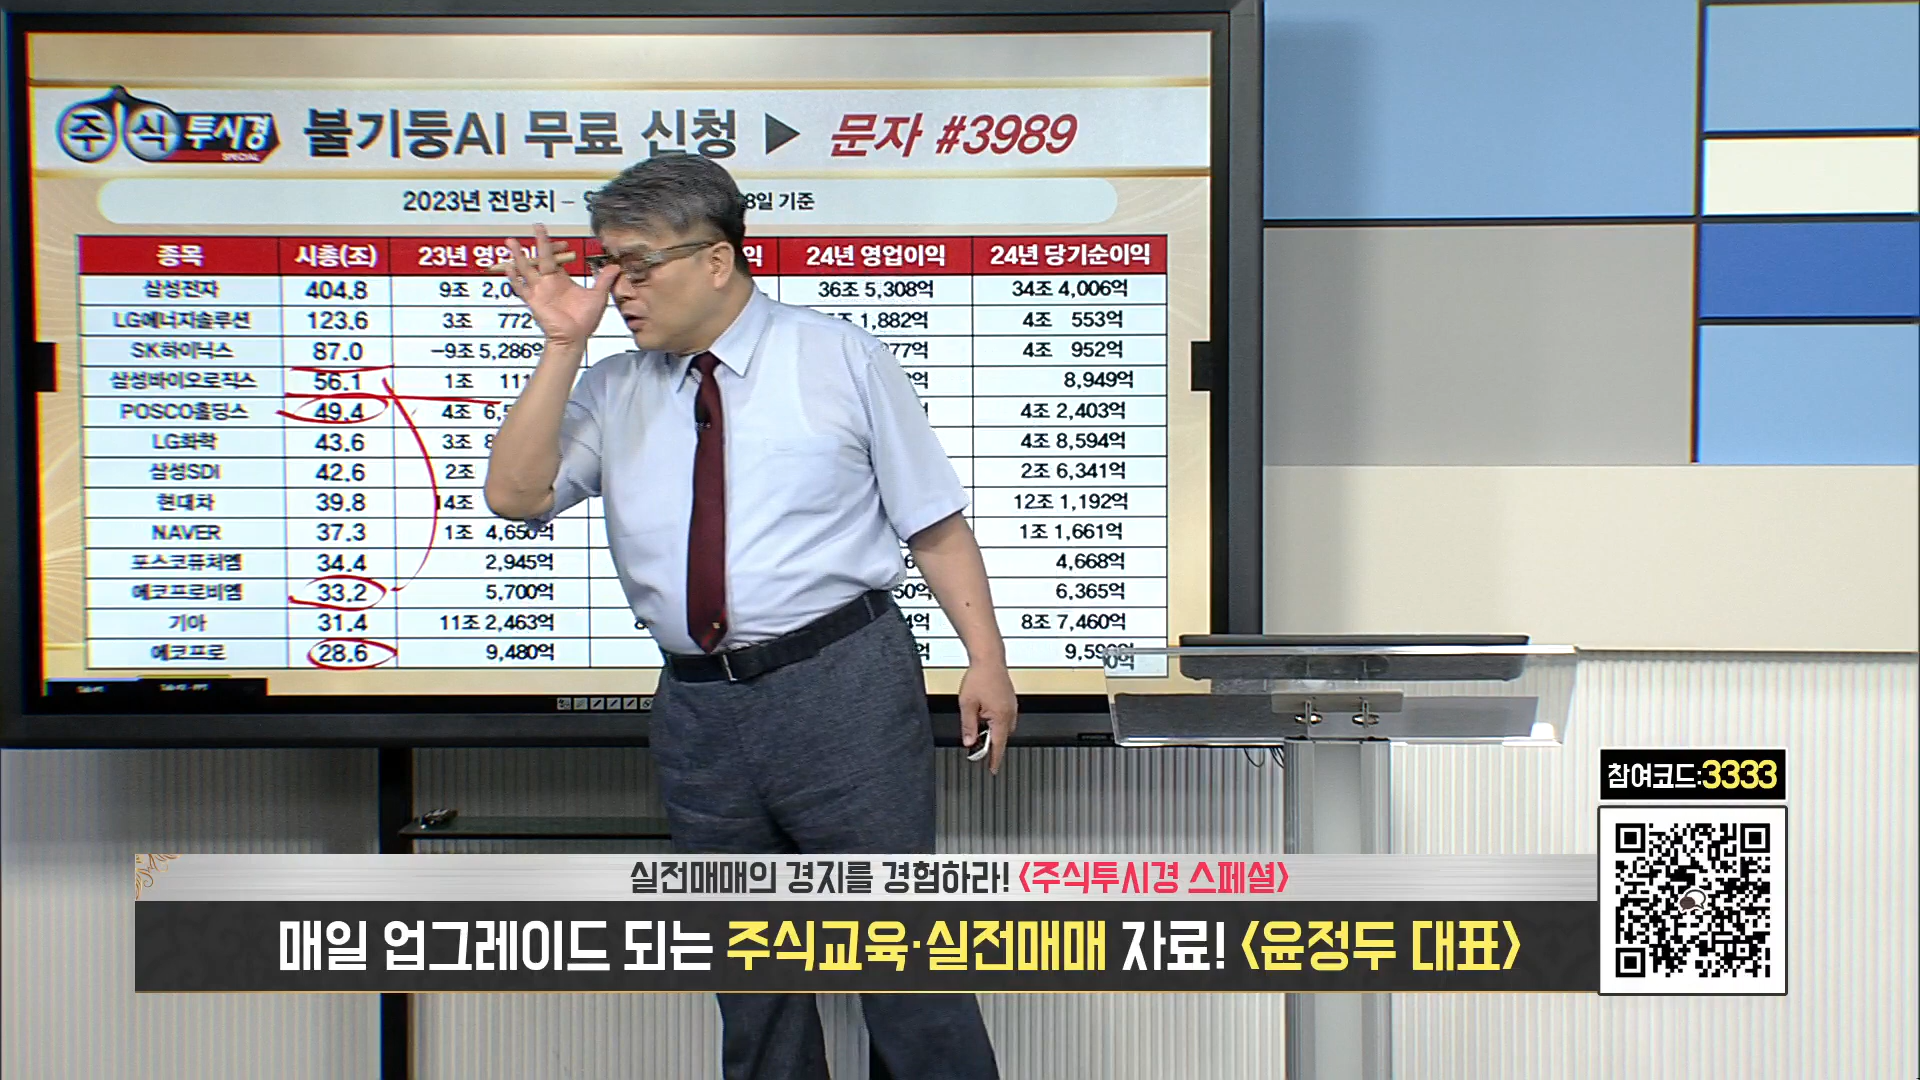 주식투시경 SPECIAL
불기둥AI 무료 신청 ▶ 문자 #3989
2023년 전망치 - 8일 기준
종목 시총(조) 23년 영업이 익 24년 영업이익 24년 당기순이익
삼성전자 404.8 9조 36조 5,308억 34조 4,006억
LG에너지솔루션 123.6 3조 1,882억 4조 553억
SK하이닉스 87.0 -9조 5,286억 4조 952억
삼성바이오로직스 56.1 1조 8,949억
POSCO홀딩스 49.4 4조 4조 2,403억
LG화학 43.6 3조 4조 8,594억
삼성SDI 42.6 2조 2조 6,341억
현대차 39.8 14조 12조 1,192억
NAVER 37.3 1조 4,650억 1조 1,661억
포스코퓨처엠 34.4 2,945억 4,668억
에코프로비엠 33.2 5,700억 6,365억
기아 31.4 11조 2,463억 8조 7,460억
에코프로 28.6 9,480억
참여코드:3333
실전매매의 경지를 경험하라! <주식투시경 스페셜>
매일 업그레이드 되는 주식교육·실전매매 자료! <윤정두 대표>